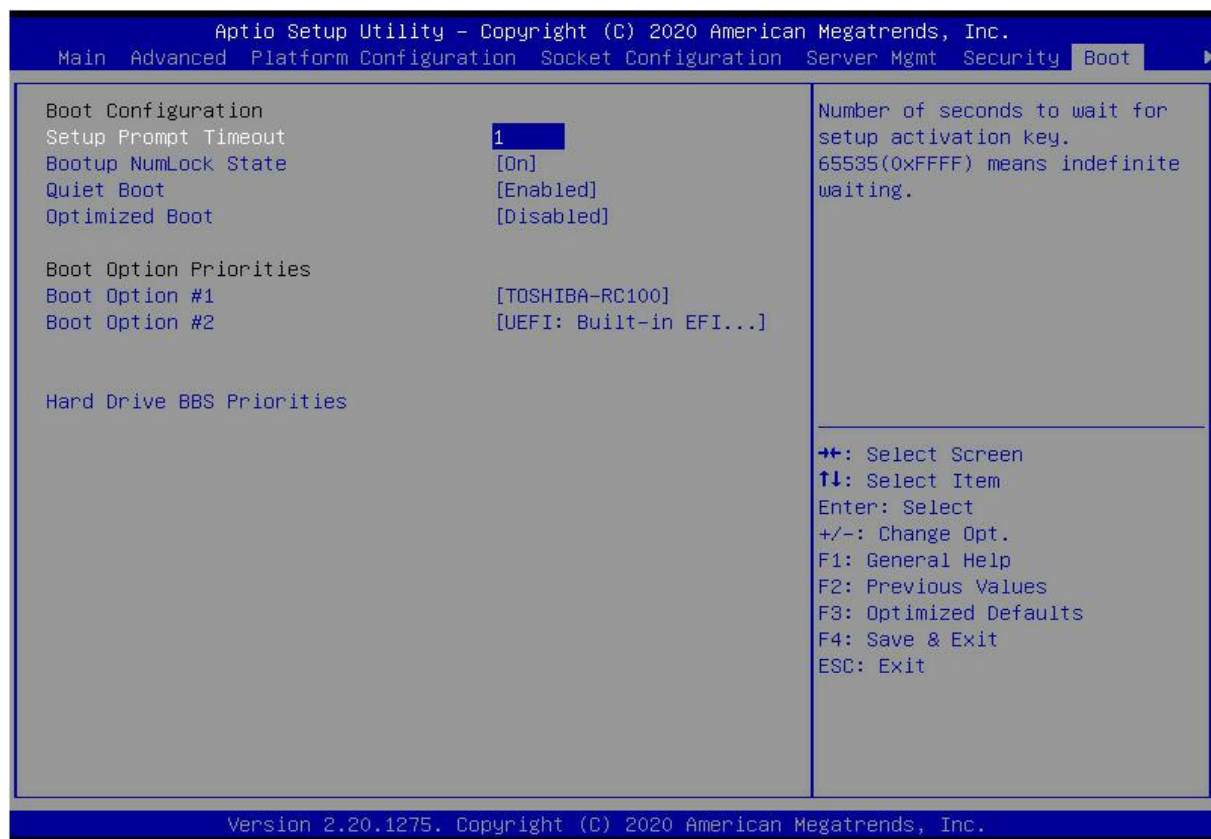 Aptio Setup Utility – Copyright (C) 2020 American Megatrends, Inc.
Main Advanced Platform Configuration Socket Configuration Server Mgmt Security Boot ▶
Boot Configuration
Setup Prompt Timeout 1
Bootup NumLock State [On]
Quiet Boot [Enabled]
Optimized Boot [Disabled]
Boot Option Priorities
Boot Option #1 [TOSHIBA-RC100]
Boot Option #2 [UEFI: Built-in EFI...]
Hard Drive BBS Priorities
Number of seconds to wait for
setup activation key.
65535(0xFFFF) means indefinite
waiting.
→←: Select Screen
↑↓: Select Item
Enter: Select
+/-: Change Opt.
F1: General Help
F2: Previous Values
F3: Optimized Defaults
F4: Save & Exit
ESC: Exit
Version 2.20.1275. Copyright (C) 2020 American Megatrends, Inc.